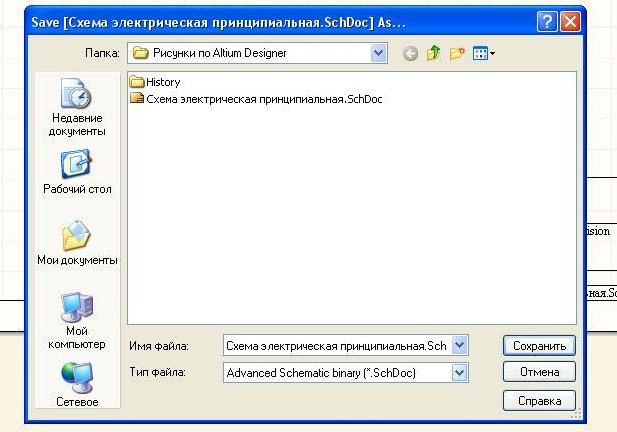 Save [Схема электрическая принципиальная.SchDoc] As...
Папка: Рисунки по Altium Designer
History
Схема электрическая принципиальная.SchDoc
Недавние
документы
Рабочий стол
Мои документы
Мой
компьютер
Сетевое
ision
ьная.Sc
Имя файла: Схема электрическая принципиальная.Sch
Сохранить
Тип файла: Advanced Schematic binary (*.SchDoc)
Отмена
Справка